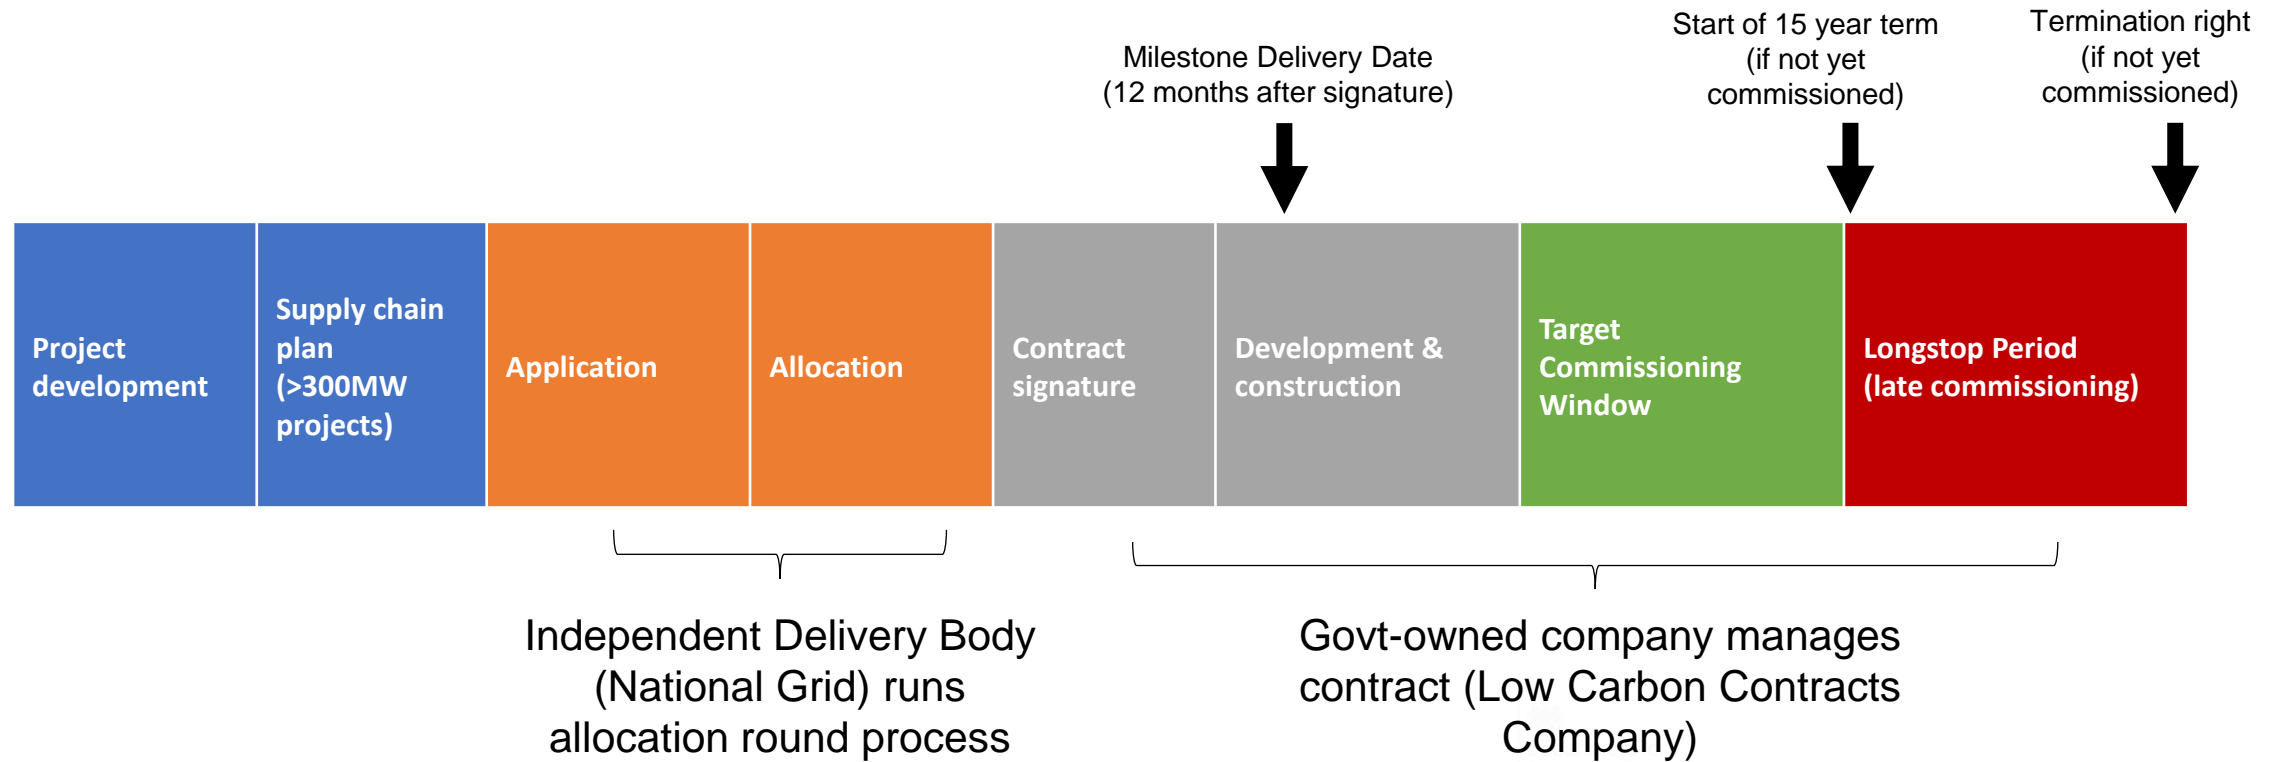 Milestone Delivery Date
(12 months after signature)
Start of 15 year term
(if not yet
commissioned)
Termination right
(if not yet
commissioned)
Project
development
Supply chain
plan
(>300MW
projects)
Application
Allocation
Contract
signature
Development &
construction
Target
Commissioning
Window
Longstop Period
(late commissioning)
Independent Delivery Body
(National Grid) runs
allocation round process
Govt-owned company manages
contract (Low Carbon Contracts
Company)